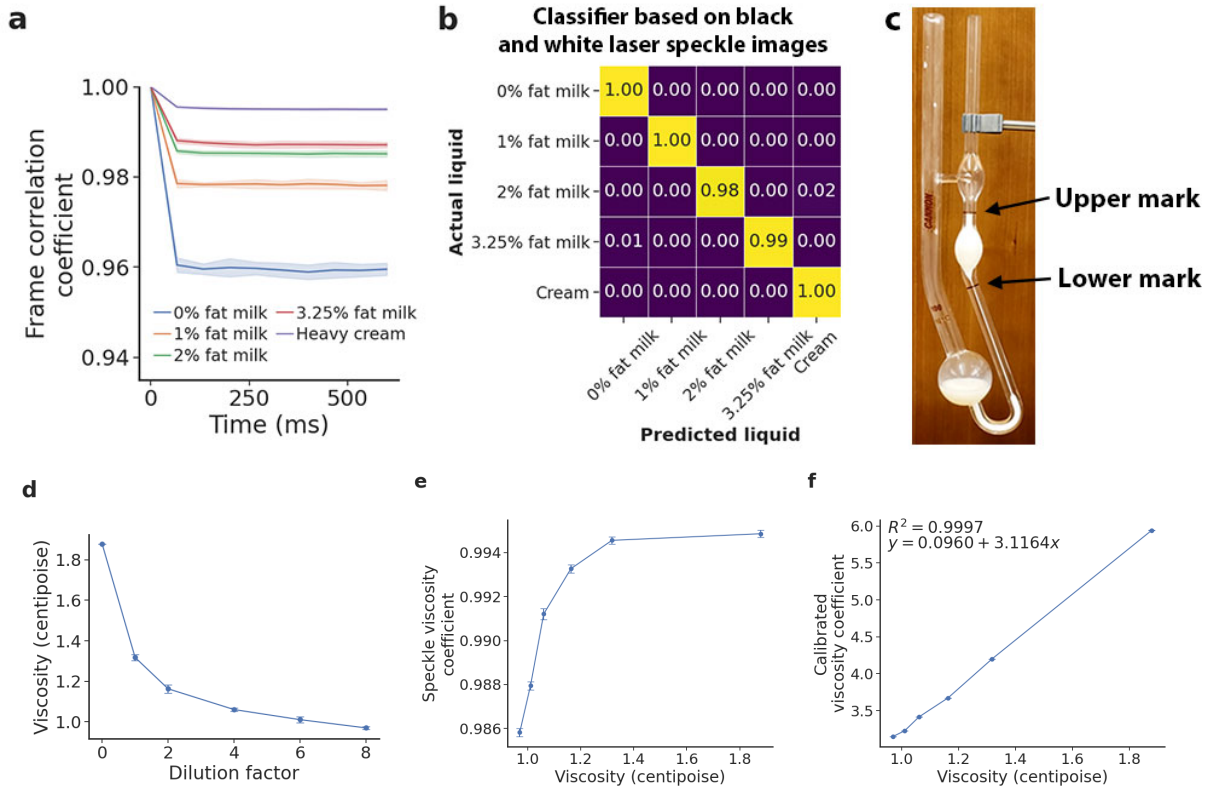 a
1.00
0.98
0.96
0.94
Frame correlation
coefficient
0% fat milk
1% fat milk
2% fat milk
3.25% fat milk
Heavy cream
0
250
500
Time (ms)
b
Classifier based on black
and white laser speckle images
Actual liquid
0% fat milk 1.00 0.00 0.00 0.00 0.00
1% fat milk 0.00 1.00 0.00 0.00 0.00
2% fat milk 0.00 0.00 0.98 0.00 0.02
3.25% fat milk 0.01 0.00 0.00 0.99 0.00
Cream 0.00 0.00 0.00 0.00 1.00
0% fat milk
1% fat milk
2% fat milk
3.25% fat milk
Cream
Predicted liquid
c
CANNON
Upper mark
Lower mark
d
Viscosity (centipoise)
1.8
1.6
1.4
1.2
1.0
0 2 4 6 8
Dilution factor
e
Speckle viscosity
coefficient
0.994
0.992
0.990
0.988
0.986
1.0 1.2 1.4 1.6 1.8
Viscosity (centipoise)
f
Calibrated
viscosity coefficient
6.0
5.5
5.0
4.5
4.0
3.5
R² = 0.9997
y = 0.0960 + 3.1164x
1.0 1.2 1.4 1.6 1.8
Viscosity (centipoise)